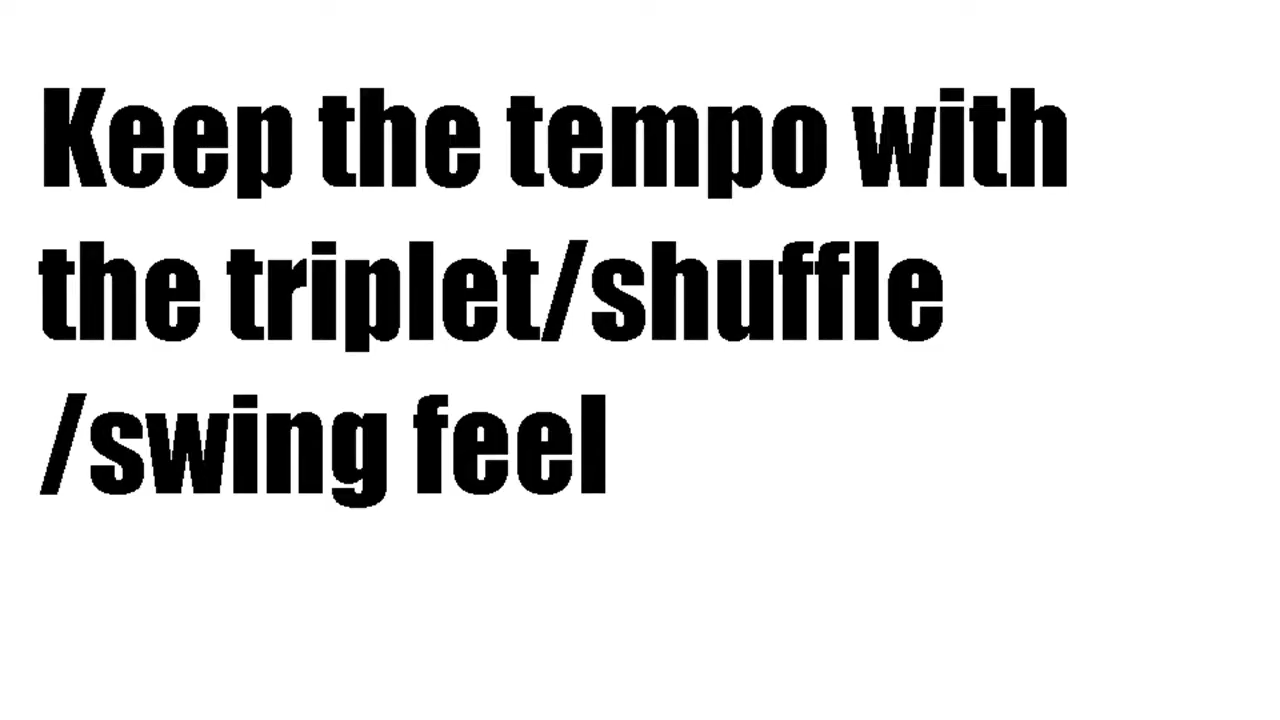 Keep the tempo with
the triplet/shuffle
/swing feel